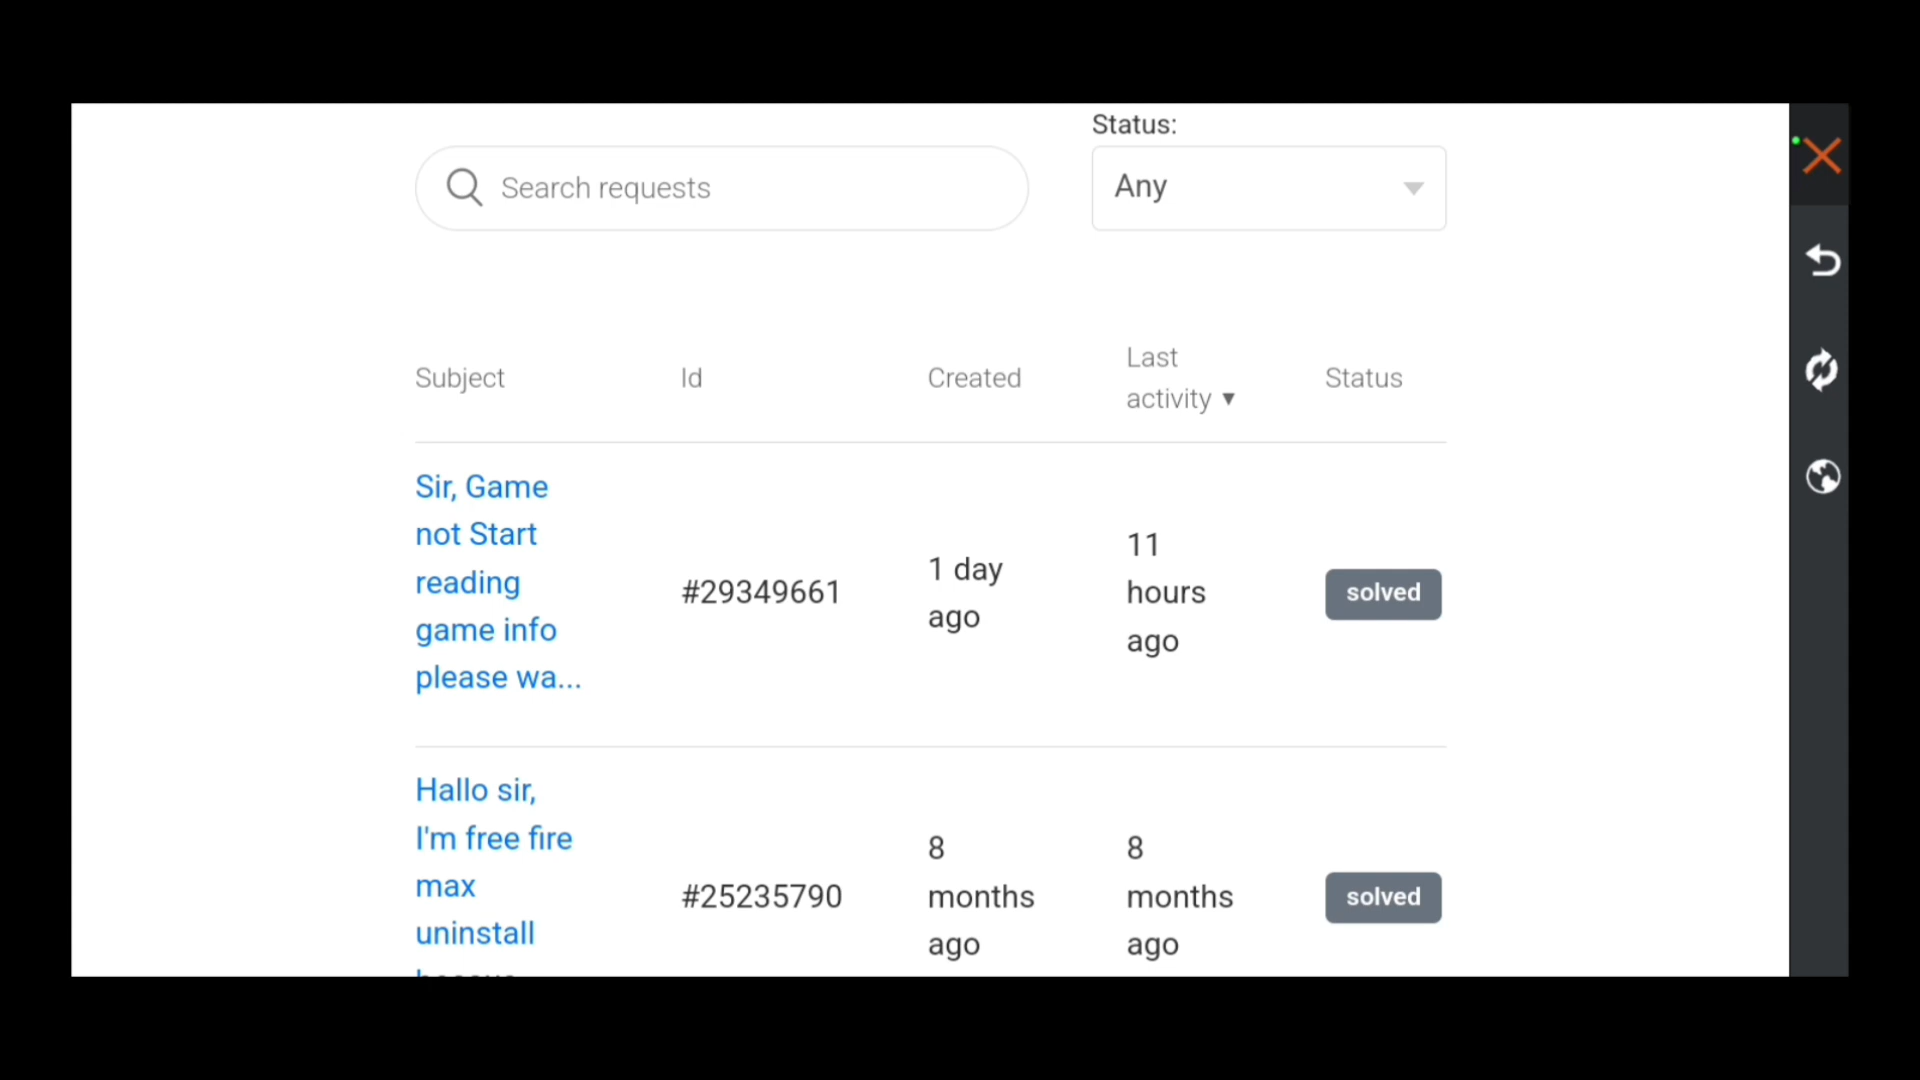 Status:
Search requests
Any
Subject
Id
Created
Last
activity ▼
Status
Sir, Game
not Start
reading
game info
please wa...
#29349661
1 day
ago
11
hours
ago
solved
Hallo sir,
I'm free fire
max
uninstall
#25235790
8
months
ago
8
months
ago
solved